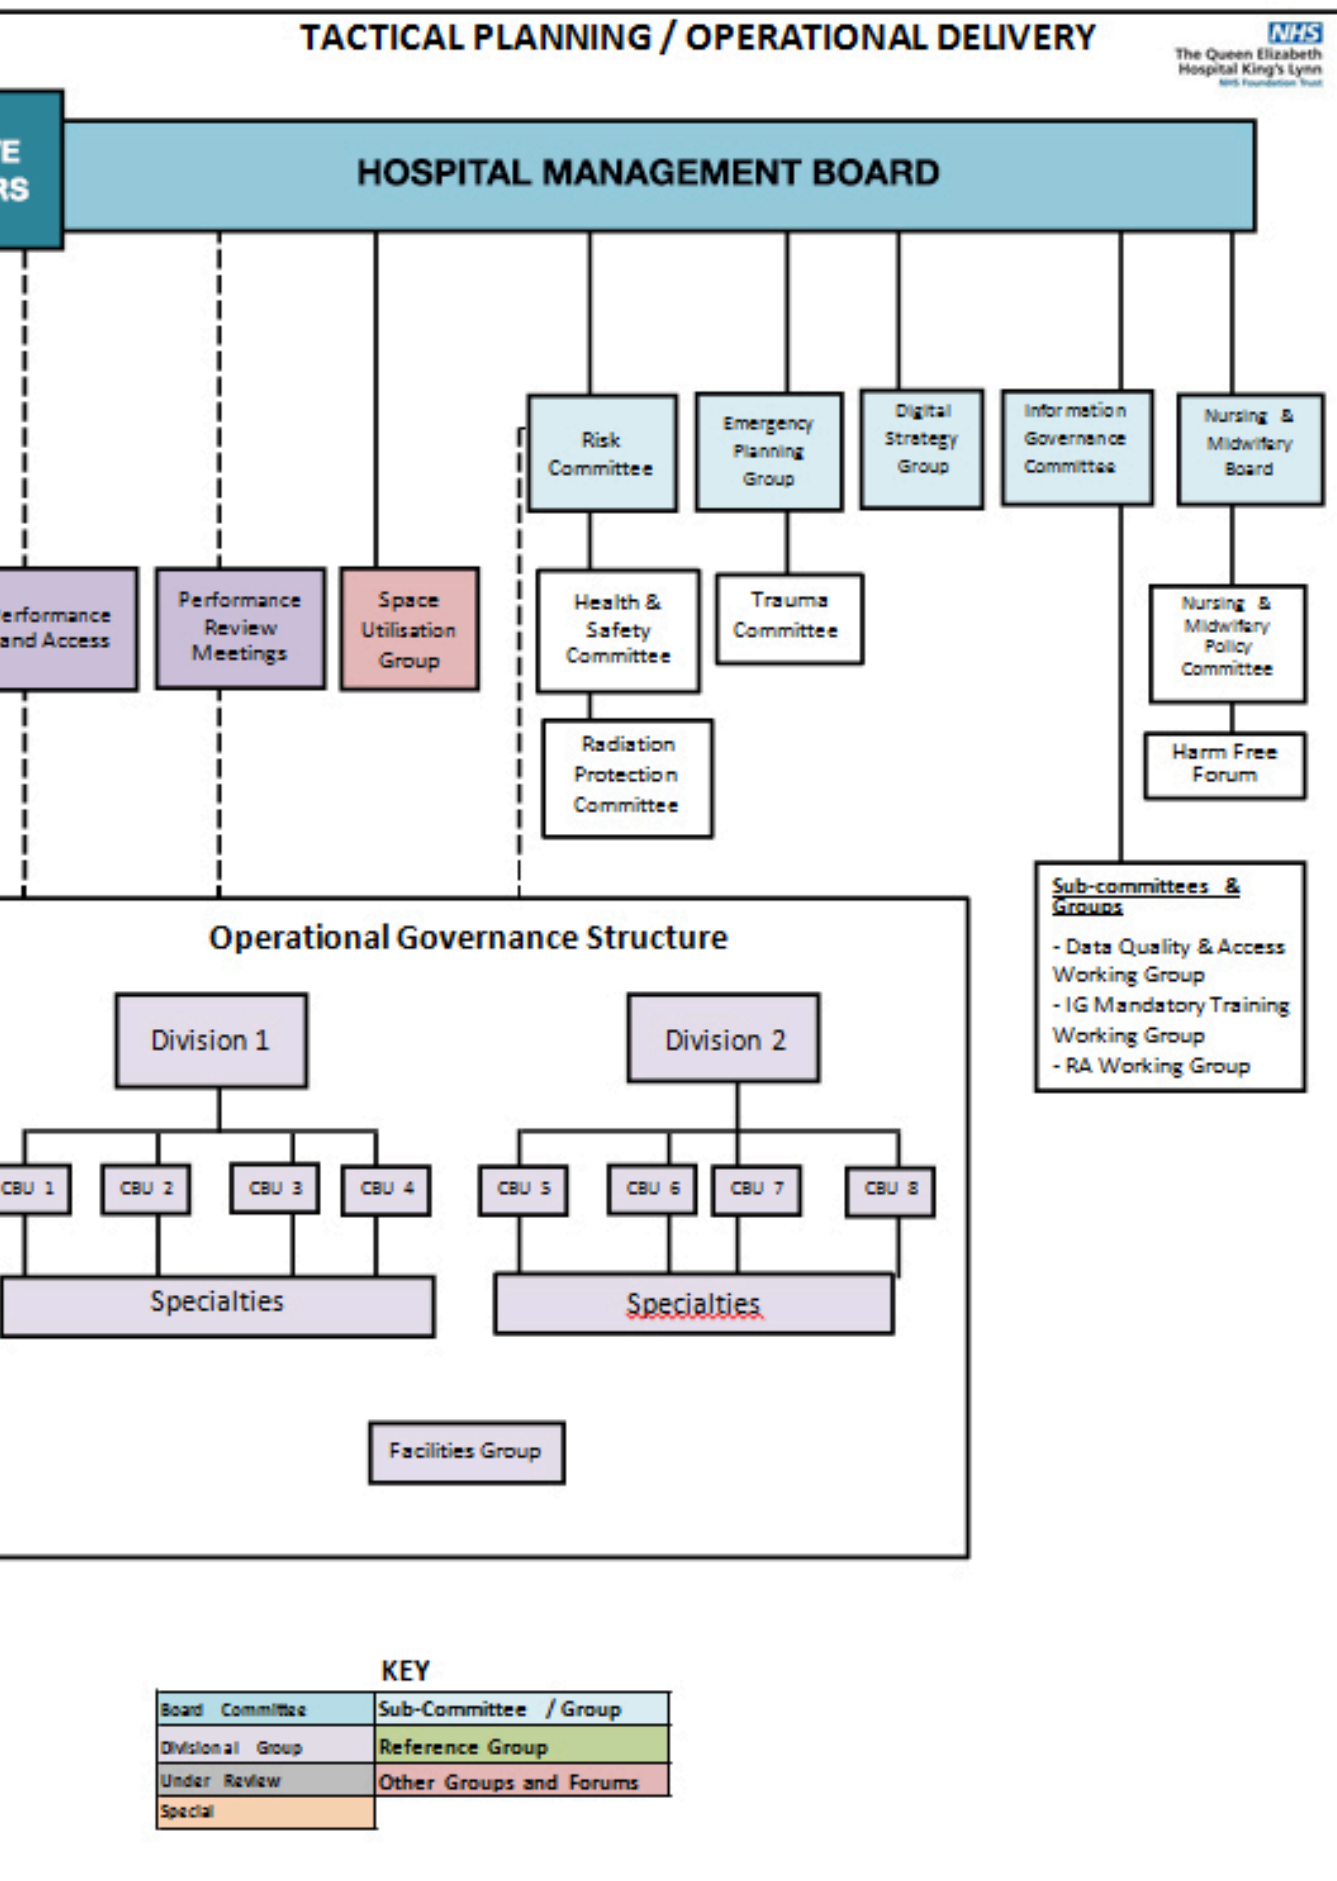 TACTICAL PLANNING / OPERATIONAL DELIVERY
NHS
The Queen Elizabeth
Hospital King's Lynn
NHS Foundation Trust
HOSPITAL MANAGEMENT BOARD
Risk
Committee
Emergency
Planning
Group
Digital
Strategy
Group
Information
Governance
Committee
Nursing &
Midwifery
Board
and Access
Performance
Review
Meetings
Space
Utilisation
Group
Health &
Safety
Committee
Trauma
Committee
Nursing &
Midwifery
Policy
Committee
Radiation
Protection
Committee
Harm Free
Forum
Sub-committees &
Groups
- Data Quality & Access
Working Group
- IG Mandatory Training
Working Group
- RA Working Group
Operational Governance Structure
Division 1
Division 2
CBU 1
CBU 2
CBU 3
CBU 4
CBU 5
CBU 6
CBU 7
CBU 8
Specialties
Specialties
Facilities Group
KEY
Board Committee
Sub-Committee / Group
Divisional Group
Reference Group
Under Review
Other Groups and Forums
Special